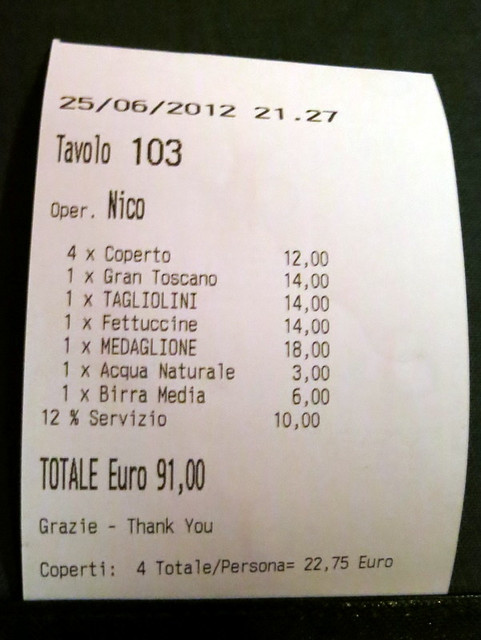 25/06/2012 21.27
Tavolo 103
Oper. Nico
4 x Coperto 12,00
1 x Gran Toscano 14,00
1 x TAGLIOLINI 14,00
1 x Fettuccine 14,00
1 x MEDAGLIONE 18,00
1 x Acqua Naturale 3,00
1 x Birra Media 6,00
12 % Servizio 10,00
TOTALE Euro 91,00
Grazie - Thank You
Coperti: 4 Totale/Persona= 22,75 Euro